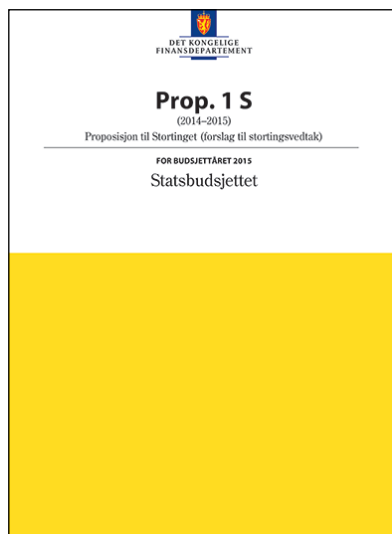 DET KONGELIGE
FINANSDEPARTEMENT
Prop. 1 S
(2014–2015)
Proposisjon til Stortinget (forslag til stortingsvedtak)
FOR BUDSJETTÅRET 2015
Statsbudsjettet